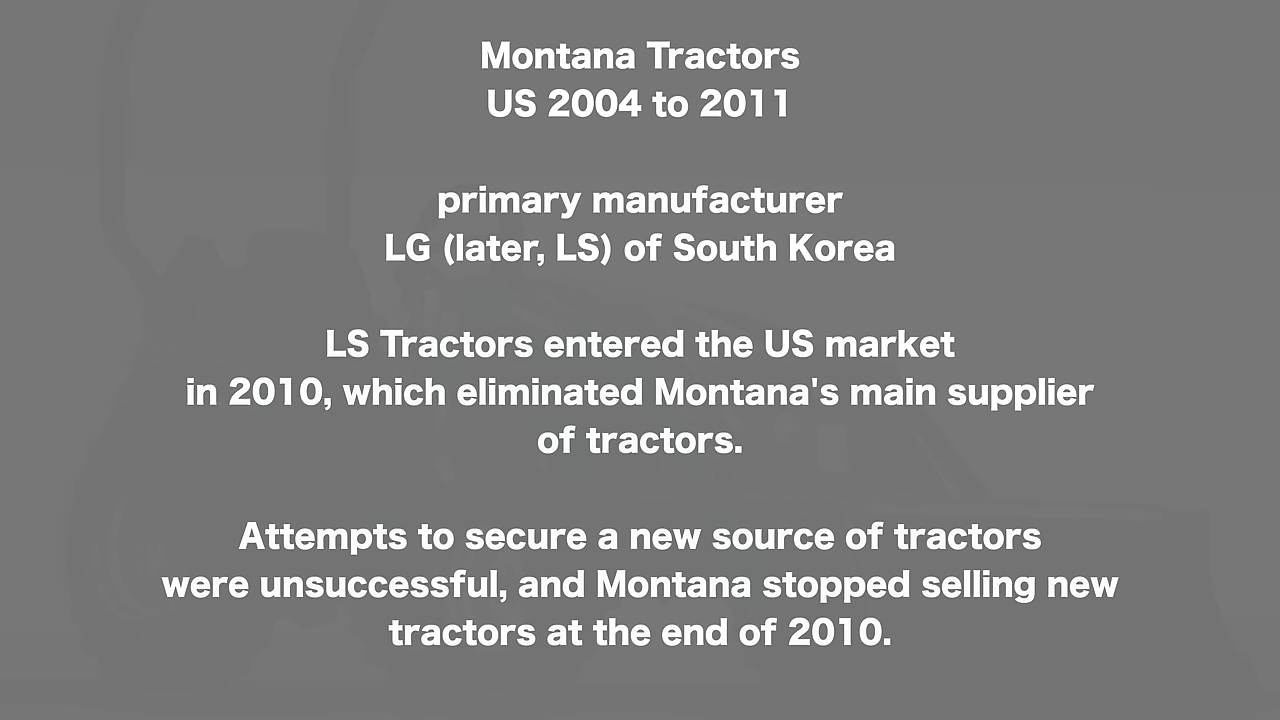 Montana Tractors
US 2004 to 2011
primary manufacturer
LG (later, LS) of South Korea
LS Tractors entered the US market
in 2010, which eliminated Montana's main supplier
of tractors.
Attempts to secure a new source of tractors
were unsuccessful, and Montana stopped selling new
tractors at the end of 2010.